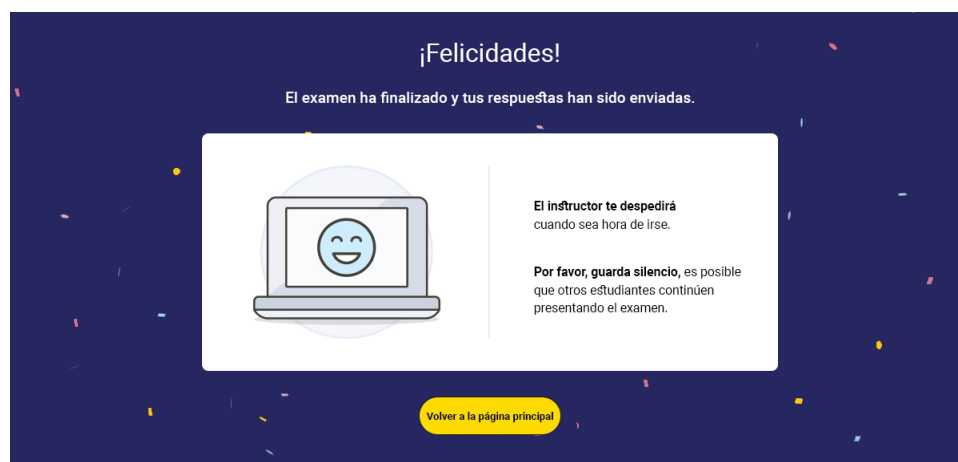 ¡Felicidades!
El examen ha finalizado y tus respuestas han sido enviadas.
El instructor te despedirá
cuando sea hora de irse.
Por favor, guarda silencio, es posible
que otros estudiantes continúen
presentando el examen.
Volver a la página principal